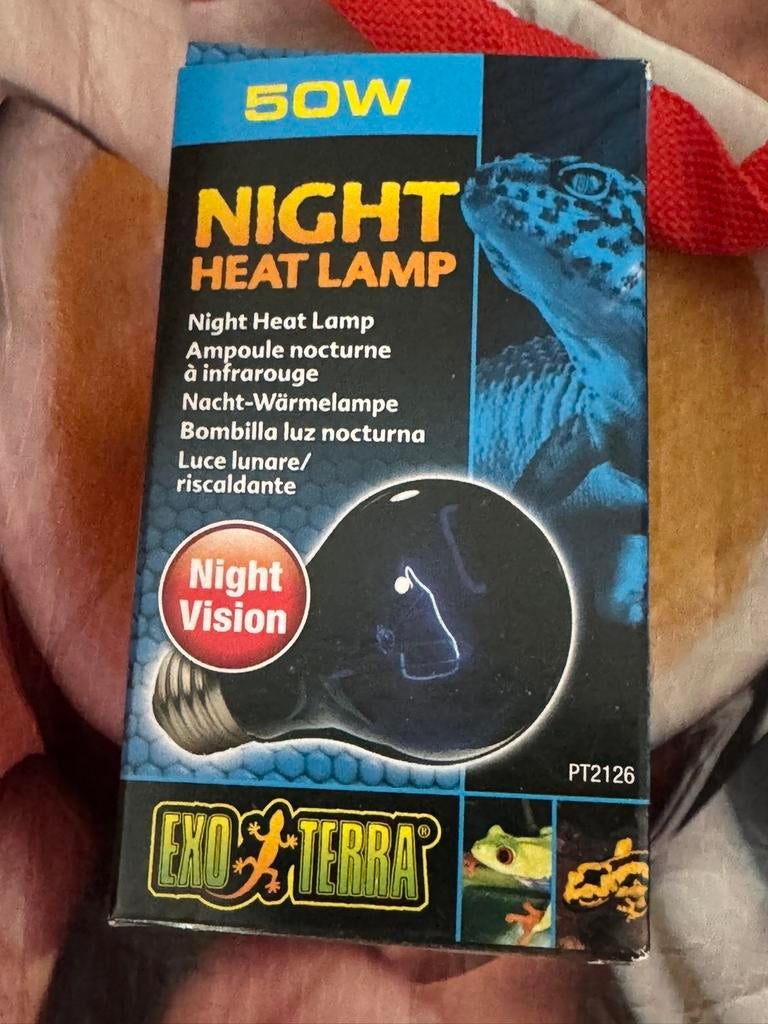 50W
NIGHT
HEAT LAMP
Night Heat Lamp
Ampoule nocturne
à infrarouge
Nacht-Wärmelampe
Bombilla luz nocturna
Luce lunare/
riscaldante
Night
Vision
PT2126
EXO TERRA®